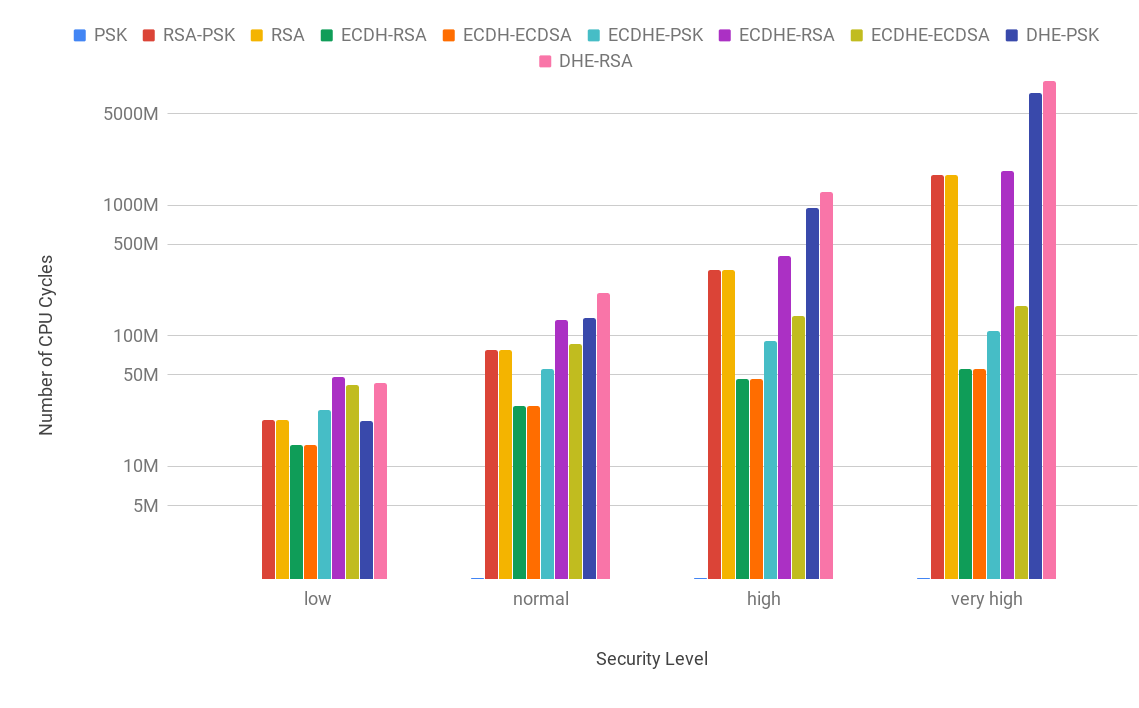 PSK RSA-PSK RSA ECDH-RSA ECDH-ECDSA ECDHE-PSK ECDHE-RSA ECDHE-ECDSA DHE-PSK
DHE-RSA
5000M
1000M
500M
100M
50M
10M
5M
Number of CPU Cycles
low normal high very high
Security Level